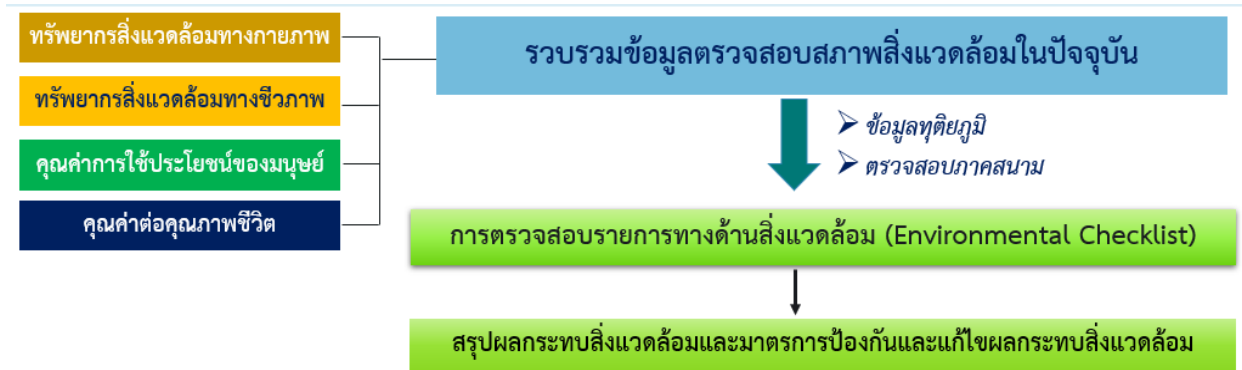 ทรัพยากรสิ่งแวดล้อมทางกายภาพ
ทรัพยากรสิ่งแวดล้อมทางชีวภาพ
คุณค่าการใช้ประโยชน์ของมนุษย์
คุณค่าต่อคุณภาพชีวิต
รวบรวมข้อมูลตรวจสอบสภาพสิ่งแวดล้อมในปัจจุบัน
➢ ข้อมูลทุติยภูมิ
➢ ตรวจสอบภาคสนาม
การตรวจสอบรายการทางด้านสิ่งแวดล้อม (Environmental Checklist)
สรุปผลกระทบสิ่งแวดล้อมและมาตรการป้องกันและแก้ไขผลกระทบสิ่งแวดล้อม